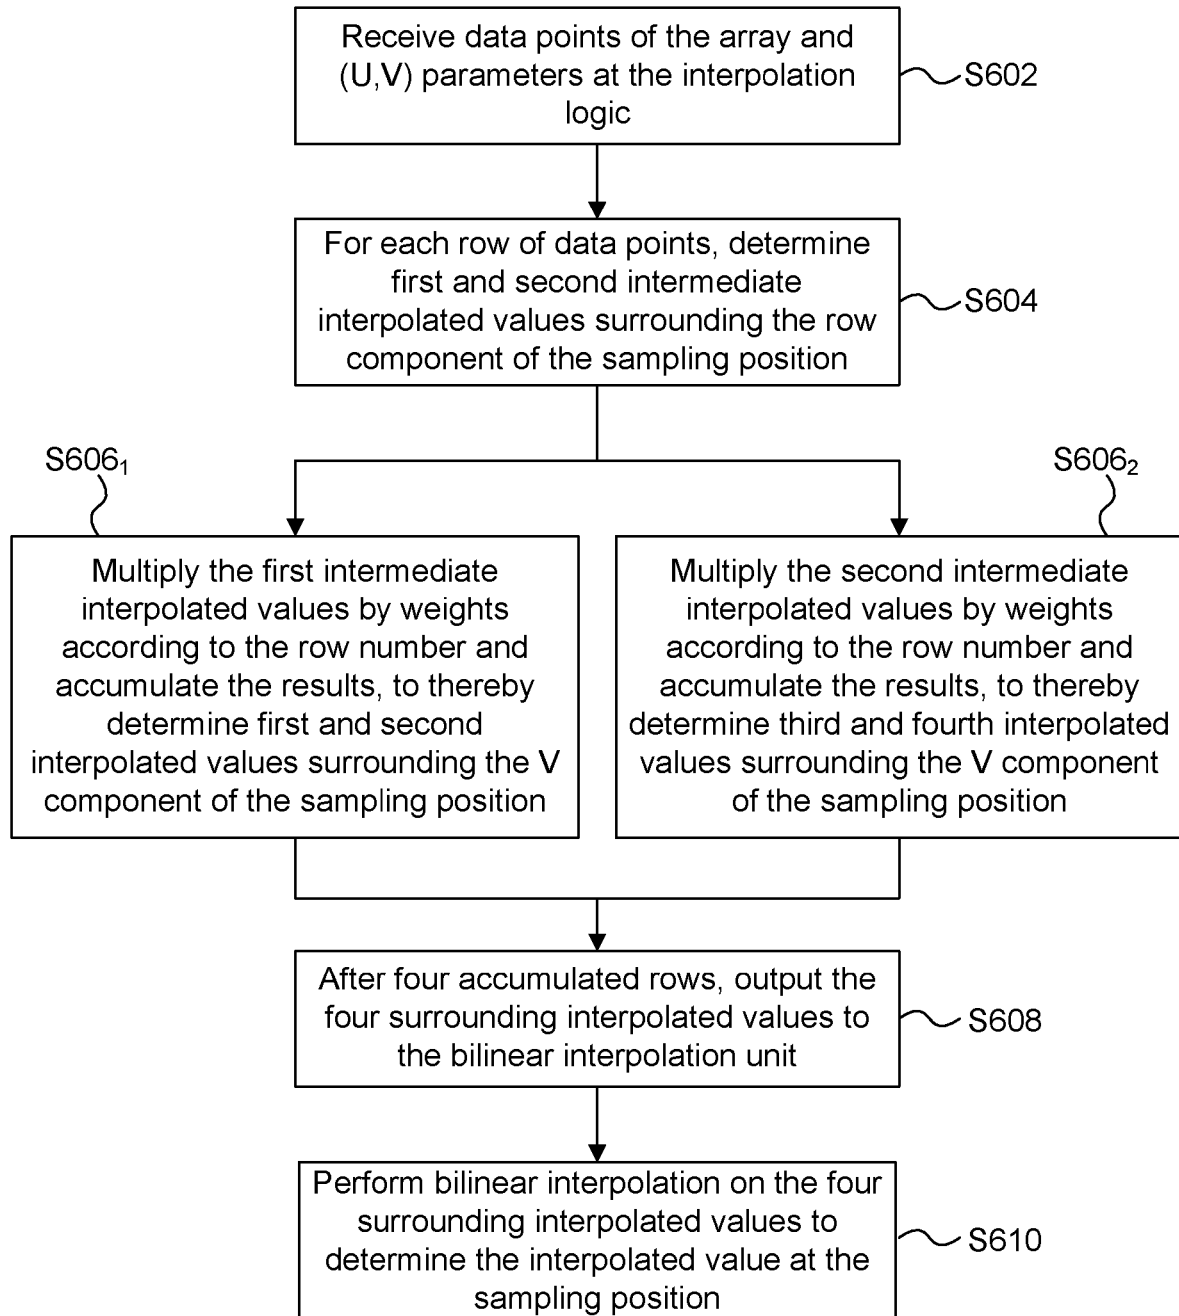 Receive data points of the array and
(U,V) parameters at the interpolation
logic
S602
For each row of data points, determine
first and second intermediate
interpolated values surrounding the row
component of the sampling position
S604
S606₁
S606₂
Multiply the first intermediate
interpolated values by weights
according to the row number and
accumulate the results, to thereby
determine first and second
interpolated values surrounding the V
component of the sampling position
Multiply the second intermediate
interpolated values by weights
according to the row number and
accumulate the results, to thereby
determine third and fourth interpolated
values surrounding the V component
of the sampling position
After four accumulated rows, output the
four surrounding interpolated values to
the bilinear interpolation unit
S608
Perform bilinear interpolation on the four
surrounding interpolated values to
determine the interpolated value at the
sampling position
S610